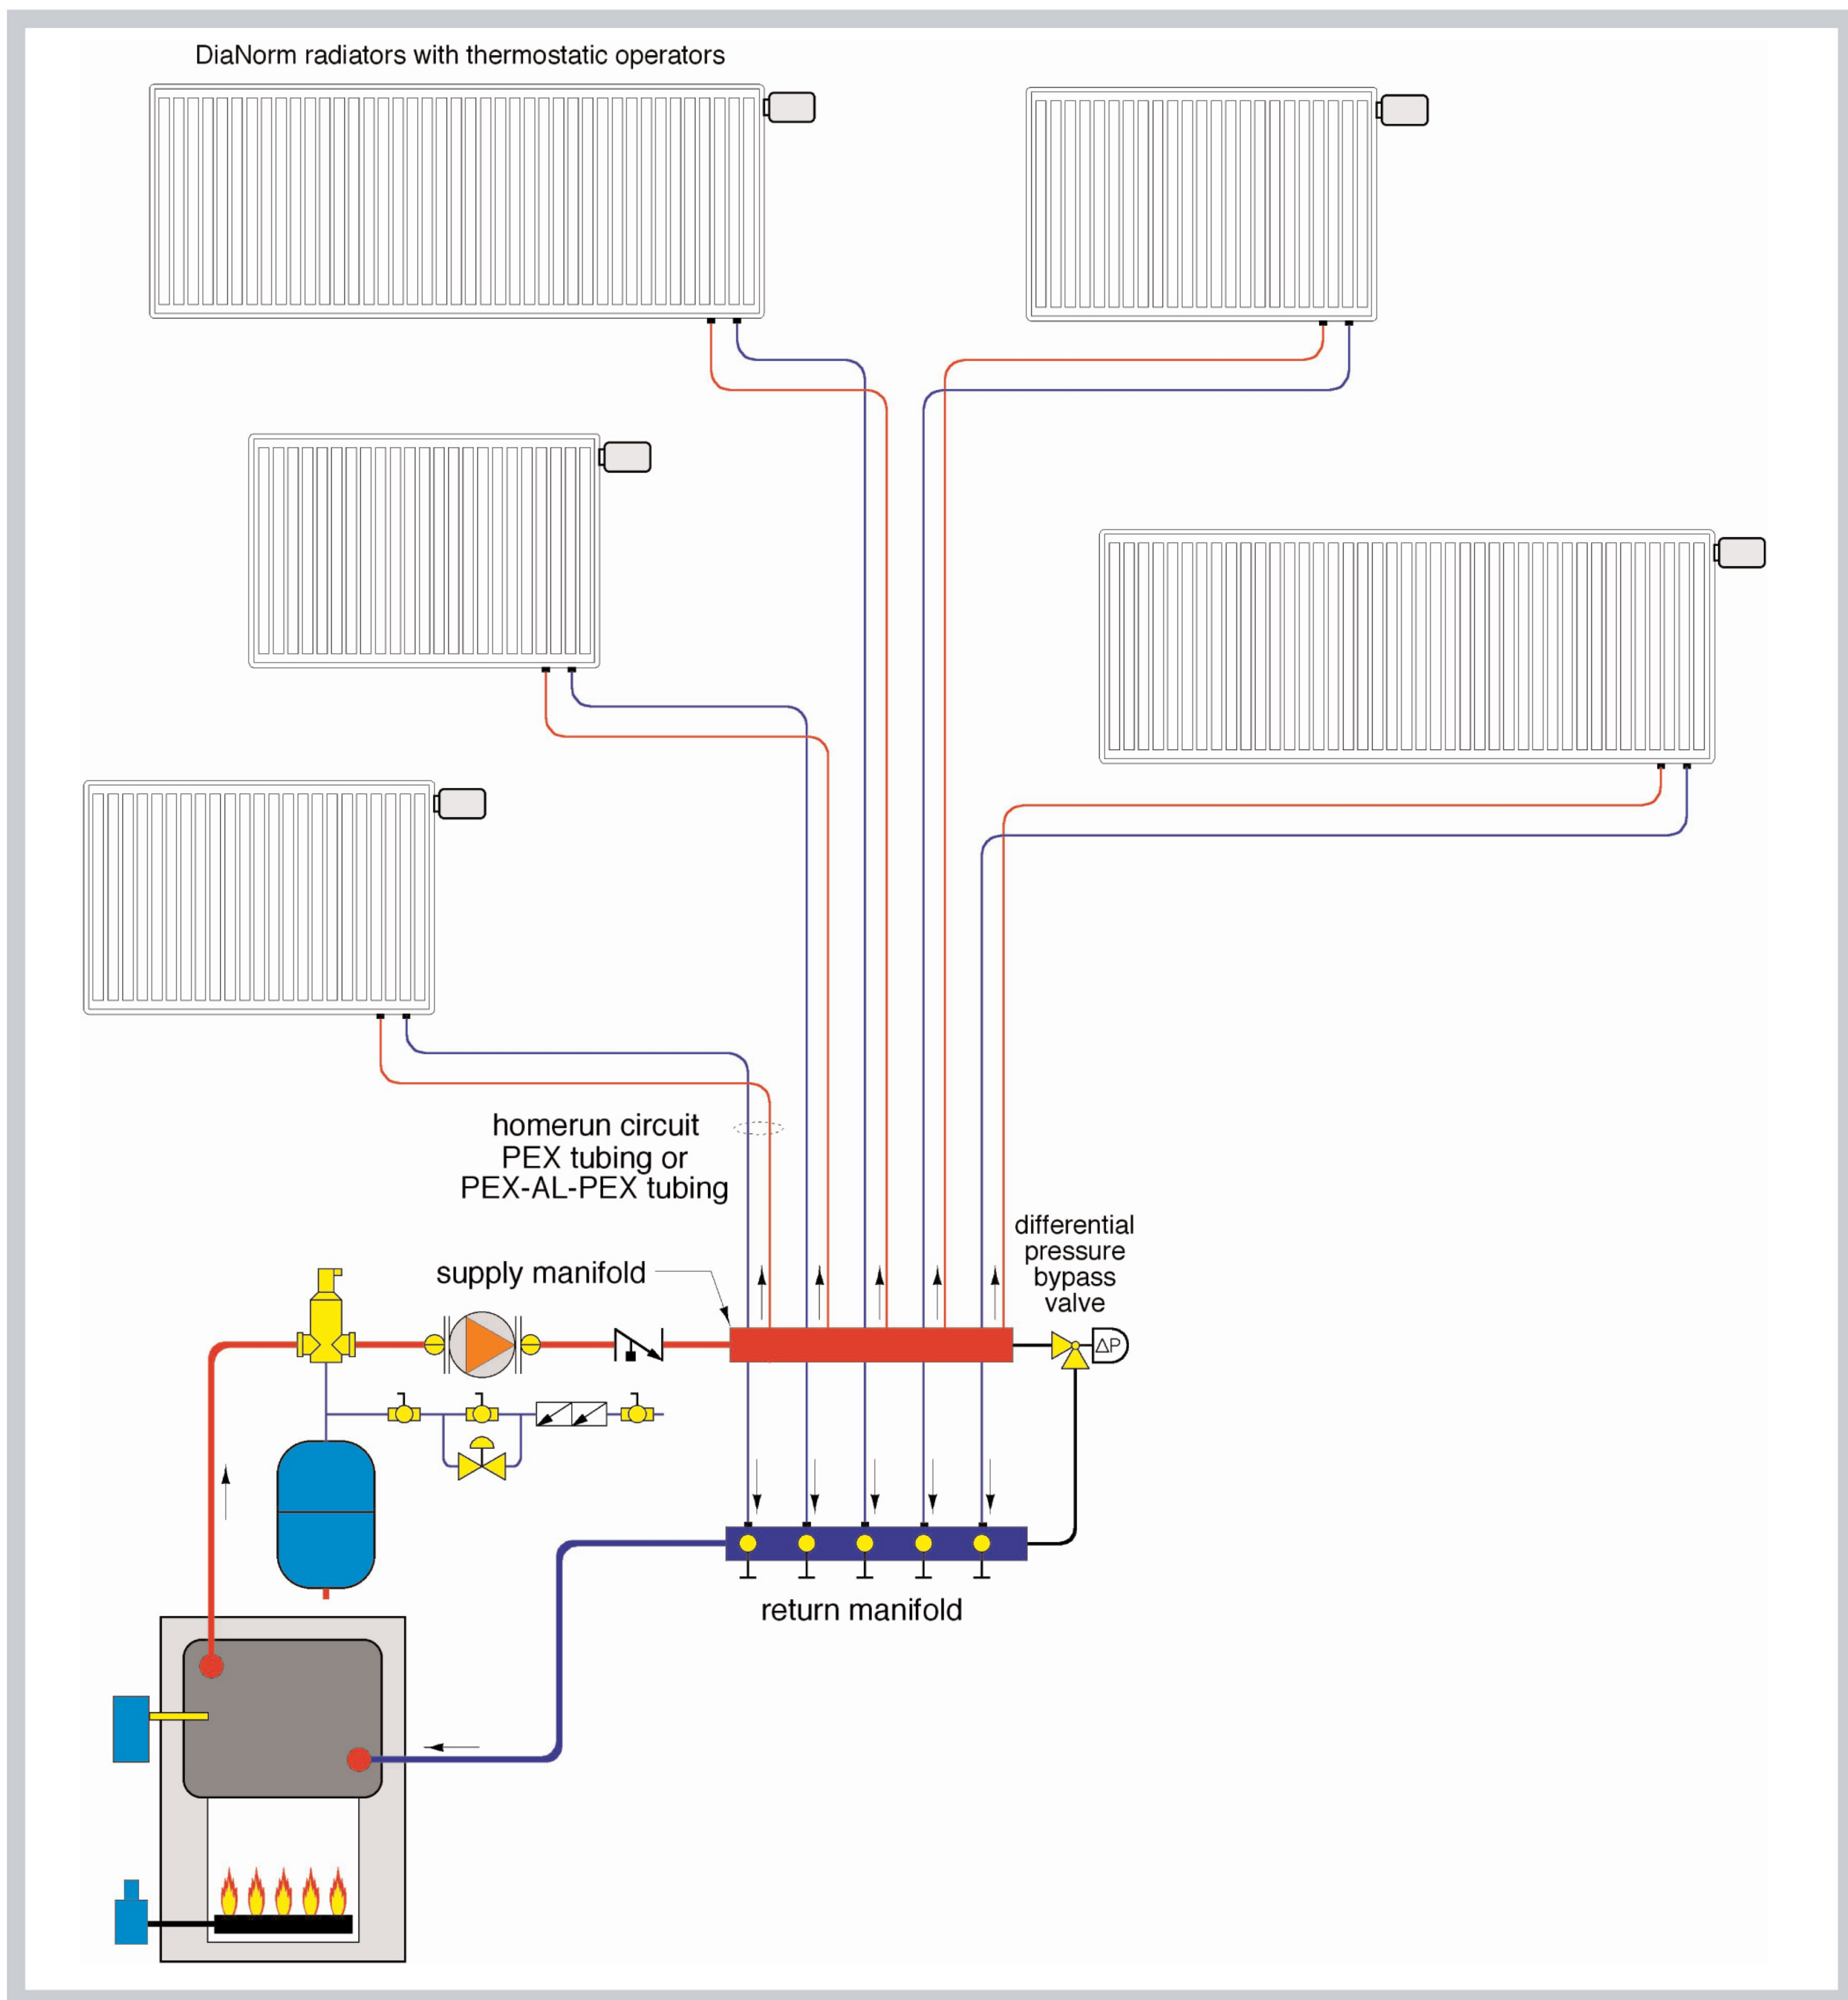 DiaNorm radiators with thermostatic operators
homerun circuit
PEX tubing or
PEX-AL-PEX tubing
differential
pressure
bypass
valve
supply manifold
ΔP
return manifold